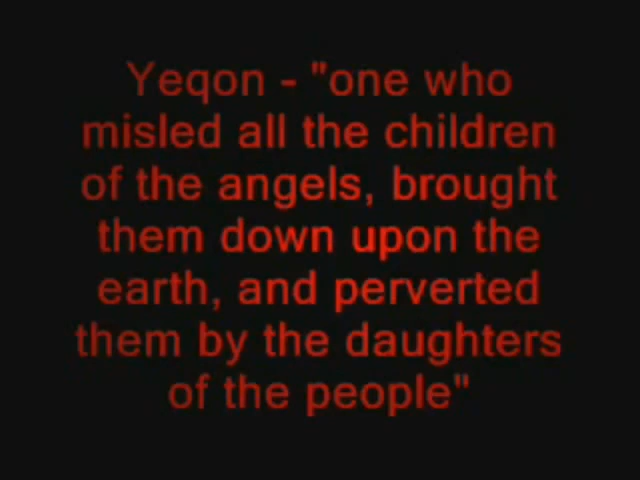 Yeqon - "one who
misled all the children
of the angels, brought
them down upon the
earth, and perverted
them by the daughters
of the people"